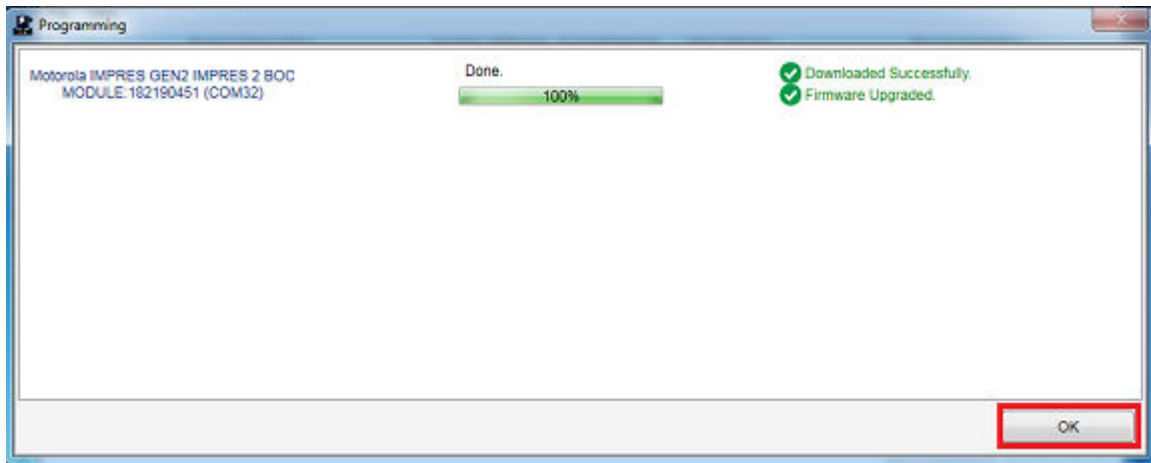 Programming
Motorola IMPRES GEN2 IMPRES 2 BOC
MODULE:182190451 (COM32)
Done.
100%
Downloaded Successfully.
Firmware Upgraded.
OK